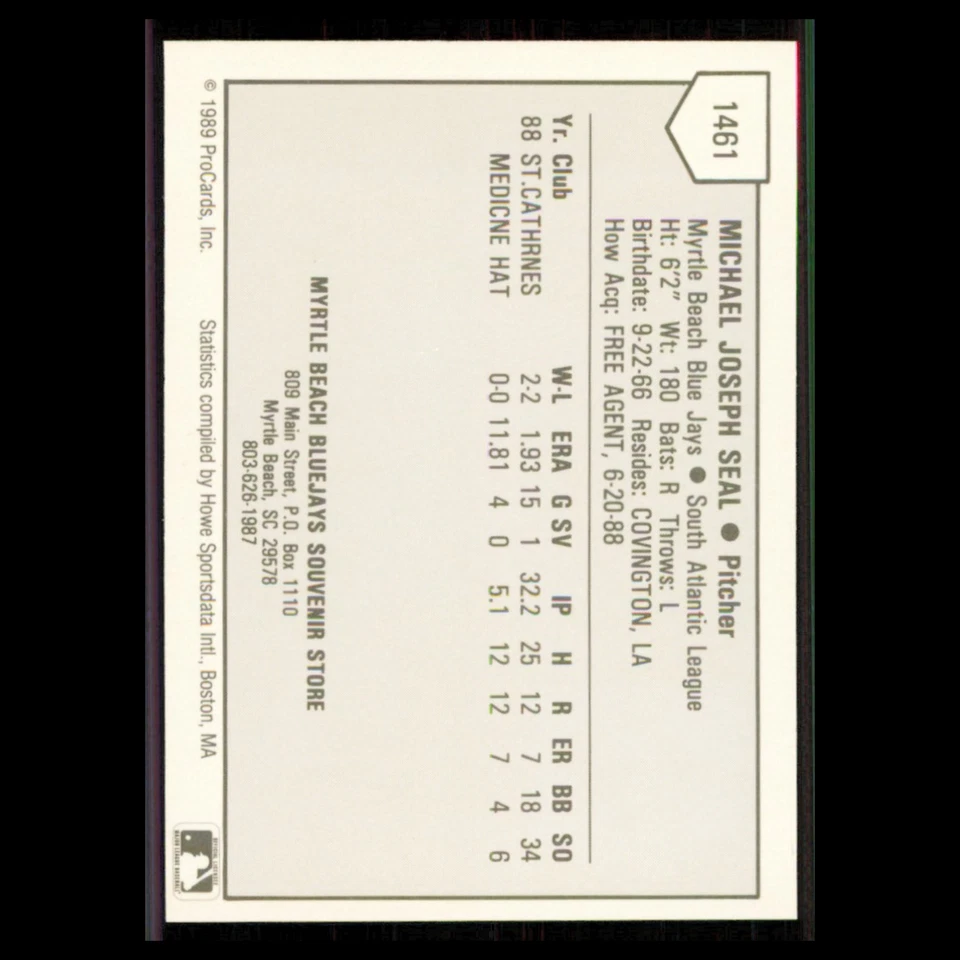 1461
MICHAEL JOSEPH SEAL ● Pitcher
Myrtle Beach Blue Jays ● South Atlantic League
Ht: 6'2" Wt: 180 Bats: R Throws: L
Birthdate: 9-22-66 Resides: COVINGTON, LA
How Acq: FREE AGENT, 6-20-88
Yr. Club W-L ERA G SV IP H R ER BB SO
88 ST.CATHRNES 2-2 1.93 15 1 32.2 25 12 7 18 34
MEDICNE HAT 0-0 11.81 4 0 5.1 12 12 7 4 6
MYRTLE BEACH BLUEJAYS SOUVENIR STORE
809 Main Street, P.O. Box 1110
Myrtle Beach, SC 29578
803-626-1987
© 1989 ProCards, Inc. Statistics compiled by Howe Sportsdata Intl., Boston, MA